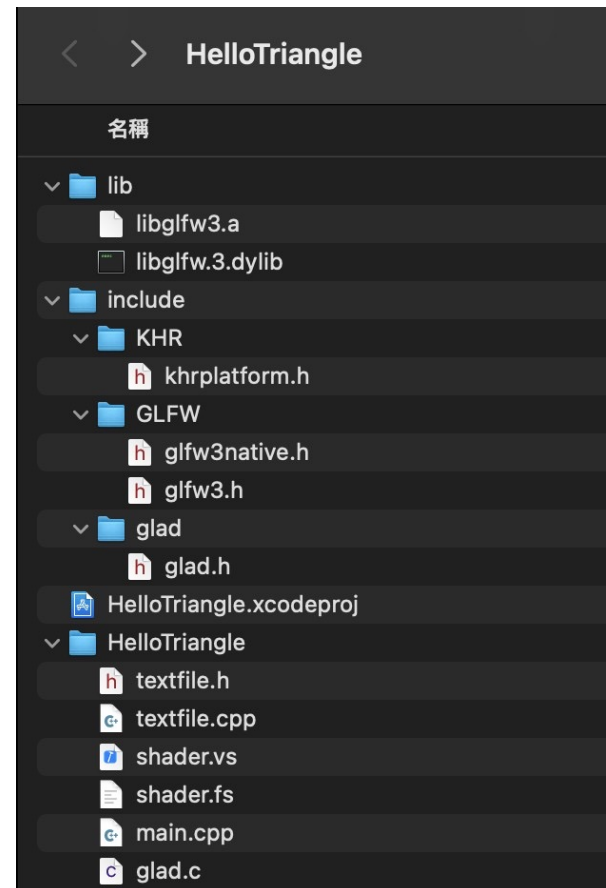 HelloTriangle
名稱
lib
libglfw3.a
libglfw.3.dylib
include
KHR
khrplatform.h
GLFW
glfw3native.h
glfw3.h
glad
glad.h
HelloTriangle.xcodeproj
HelloTriangle
textfile.h
textfile.cpp
shader.vs
shader.fs
main.cpp
glad.c